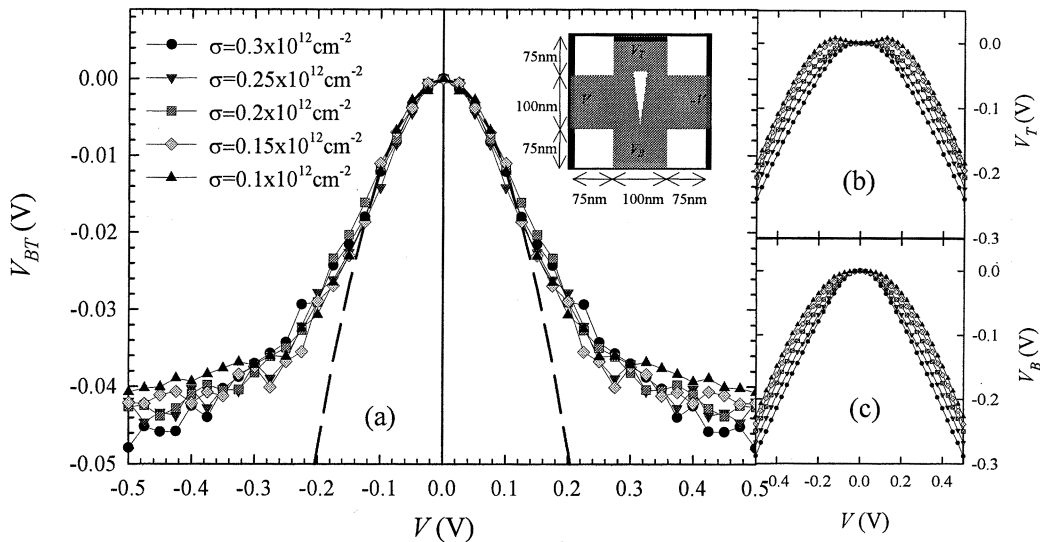 σ=0.3x10¹²cm⁻²
σ=0.25x10¹²cm⁻²
σ=0.2x10¹²cm⁻²
σ=0.15x10¹²cm⁻²
σ=0.1x10¹²cm⁻²
0.00
-0.01
-0.02
-0.03
-0.04
-0.05
V_BT (V)
-0.5 -0.4 -0.3 -0.2 -0.1 0.0 0.1 0.2 0.3 0.4 0.5
V (V)
(a)
75nm
100nm
75nm
V_T
V
-V
V_B
75nm 100nm 75nm
0.0
-0.1
-0.2
-0.3
V_T (V)
(b)
0.0
-0.1
-0.2
-0.3
V_B (V)
(c)
-0.4 -0.2 0.0 0.2 0.4
V (V)